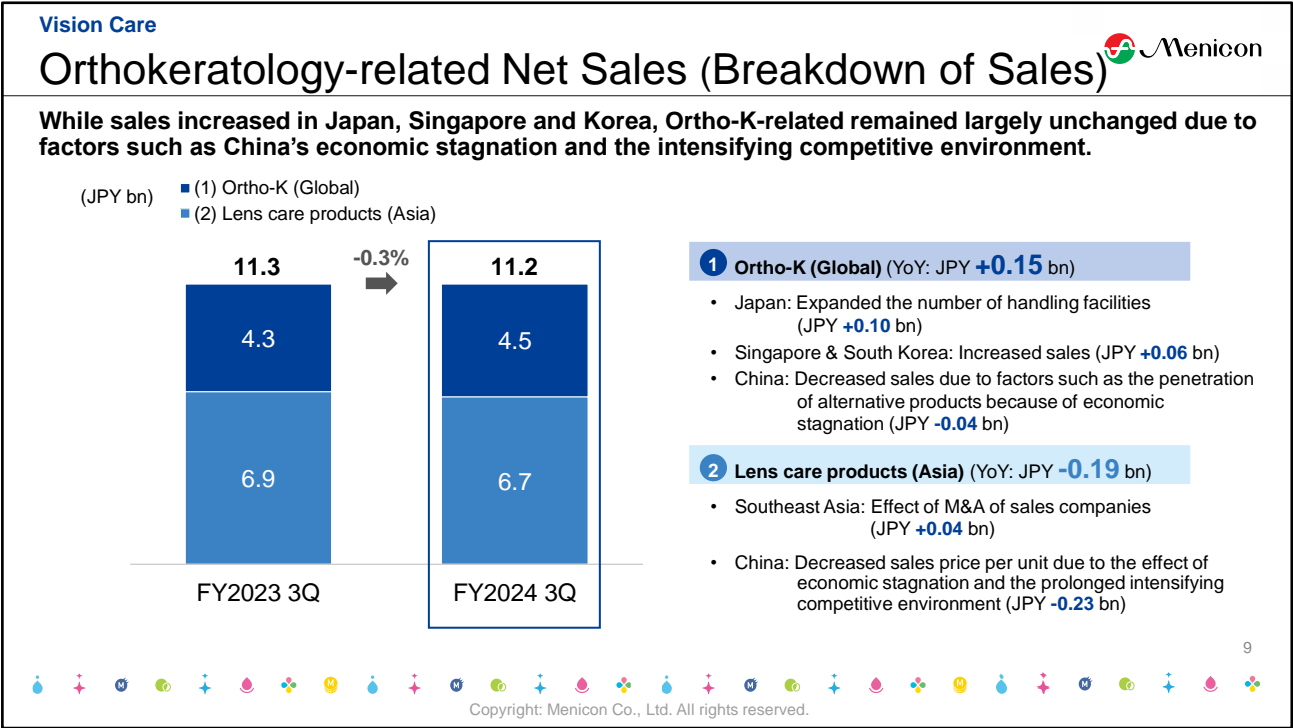 Vision Care
Orthokeratology-related Net Sales (Breakdown of Sales)
Menicon
While sales increased in Japan, Singapore and Korea, Ortho-K-related remained largely unchanged due to
factors such as China's economic stagnation and the intensifying competitive environment.
(JPY bn)
(1) Ortho-K (Global)
(2) Lens care products (Asia)
11.3
-0.3%
11.2
4.3
4.5
6.9
6.7
FY2023 3Q
FY2024 3Q
1 Ortho-K (Global) (YoY: JPY +0.15 bn)
• Japan: Expanded the number of handling facilities
(JPY +0.10 bn)
• Singapore & South Korea: Increased sales (JPY +0.06 bn)
• China: Decreased sales due to factors such as the penetration
of alternative products because of economic
stagnation (JPY -0.04 bn)
2 Lens care products (Asia) (YoY: JPY -0.19 bn)
• Southeast Asia: Effect of M&A of sales companies
(JPY +0.04 bn)
• China: Decreased sales price per unit due to the effect of
economic stagnation and the prolonged intensifying
competitive environment (JPY -0.23 bn)
9
Copyright: Menicon Co., Ltd. All rights reserved.